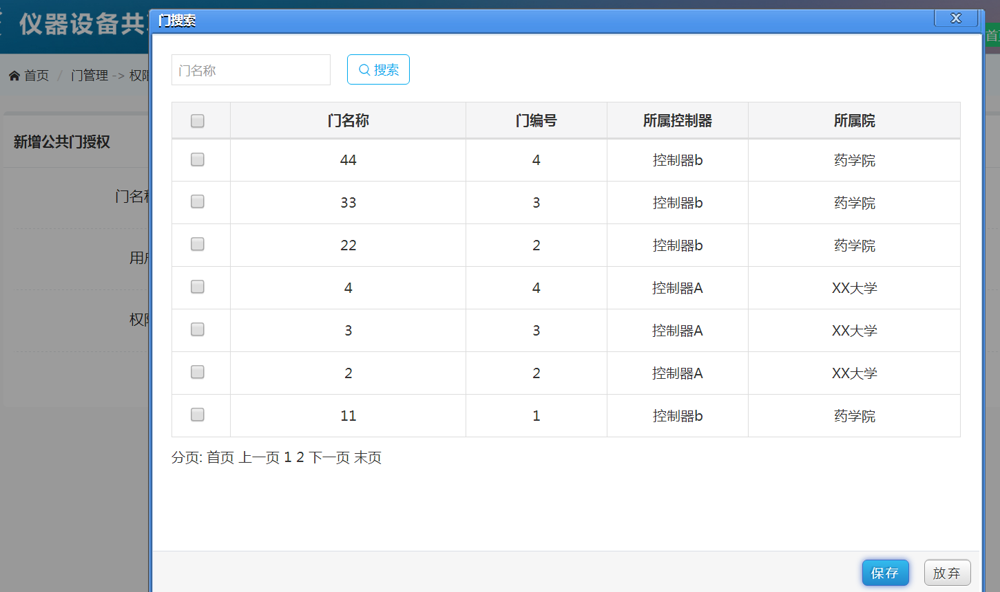 仪器设备共
门搜索
X
首
首页 / 门管理 -> 权限
门名称
搜索
新增公共门授权
门名称
用户
权限
门名称 门编号 所属控制器 所属院
44 4 控制器b 药学院
33 3 控制器b 药学院
22 2 控制器b 药学院
4 4 控制器A XX大学
3 3 控制器A XX大学
2 2 控制器A XX大学
11 1 控制器b 药学院
分页: 首页 上一页 1 2 下一页 末页
保存
放弃